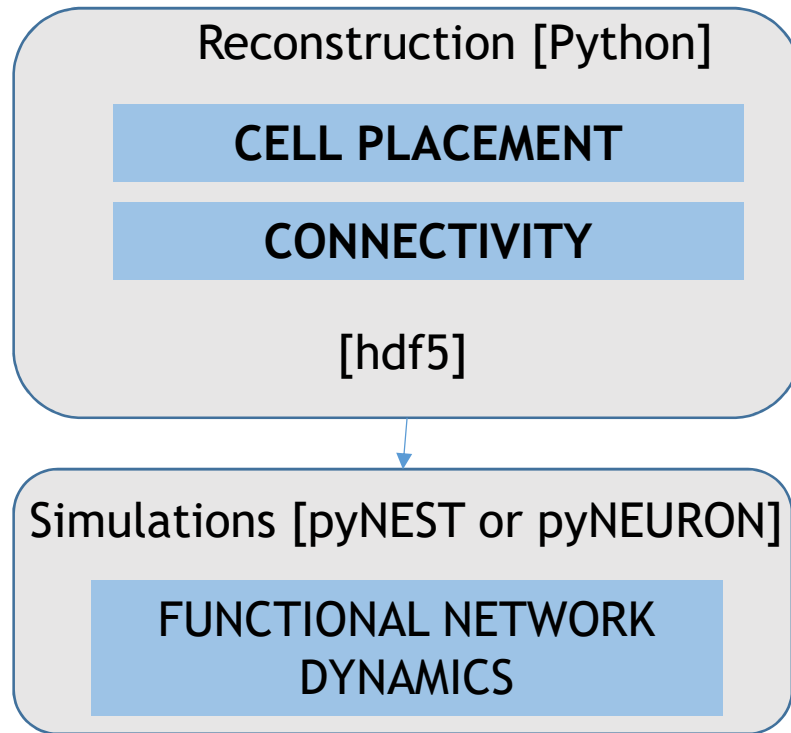 Reconstruction [Python]
CELL PLACEMENT
CONNECTIVITY
[hdf5]
Simulations [pyNEST or pyNEURON]
FUNCTIONAL NETWORK
DYNAMICS